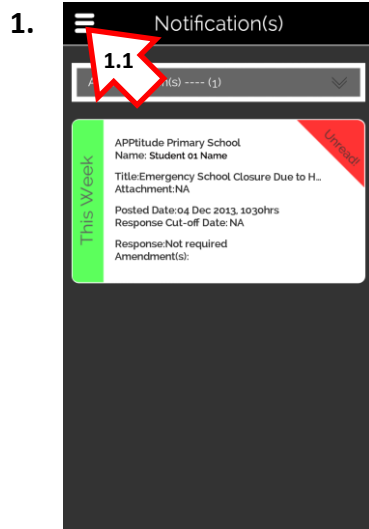 1.
Notification(s)
1.1
(s) ---- (1)
This Week
Unread!
APPtitude Primary School
Name: Student 01 Name
Title:Emergency School Closure Due to H...
Attachment:NA
Posted Date:04 Dec 2013, 1030hrs
Response Cut-off Date: NA
Response:Not required
Amendment(s):